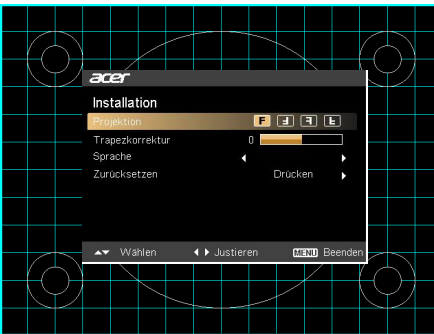 acer
Installation
Projektion F F F F
Trapezkorrektur 0
Sprache
Zurücksetzen Drücken
Wählen Justieren MENU Beenden